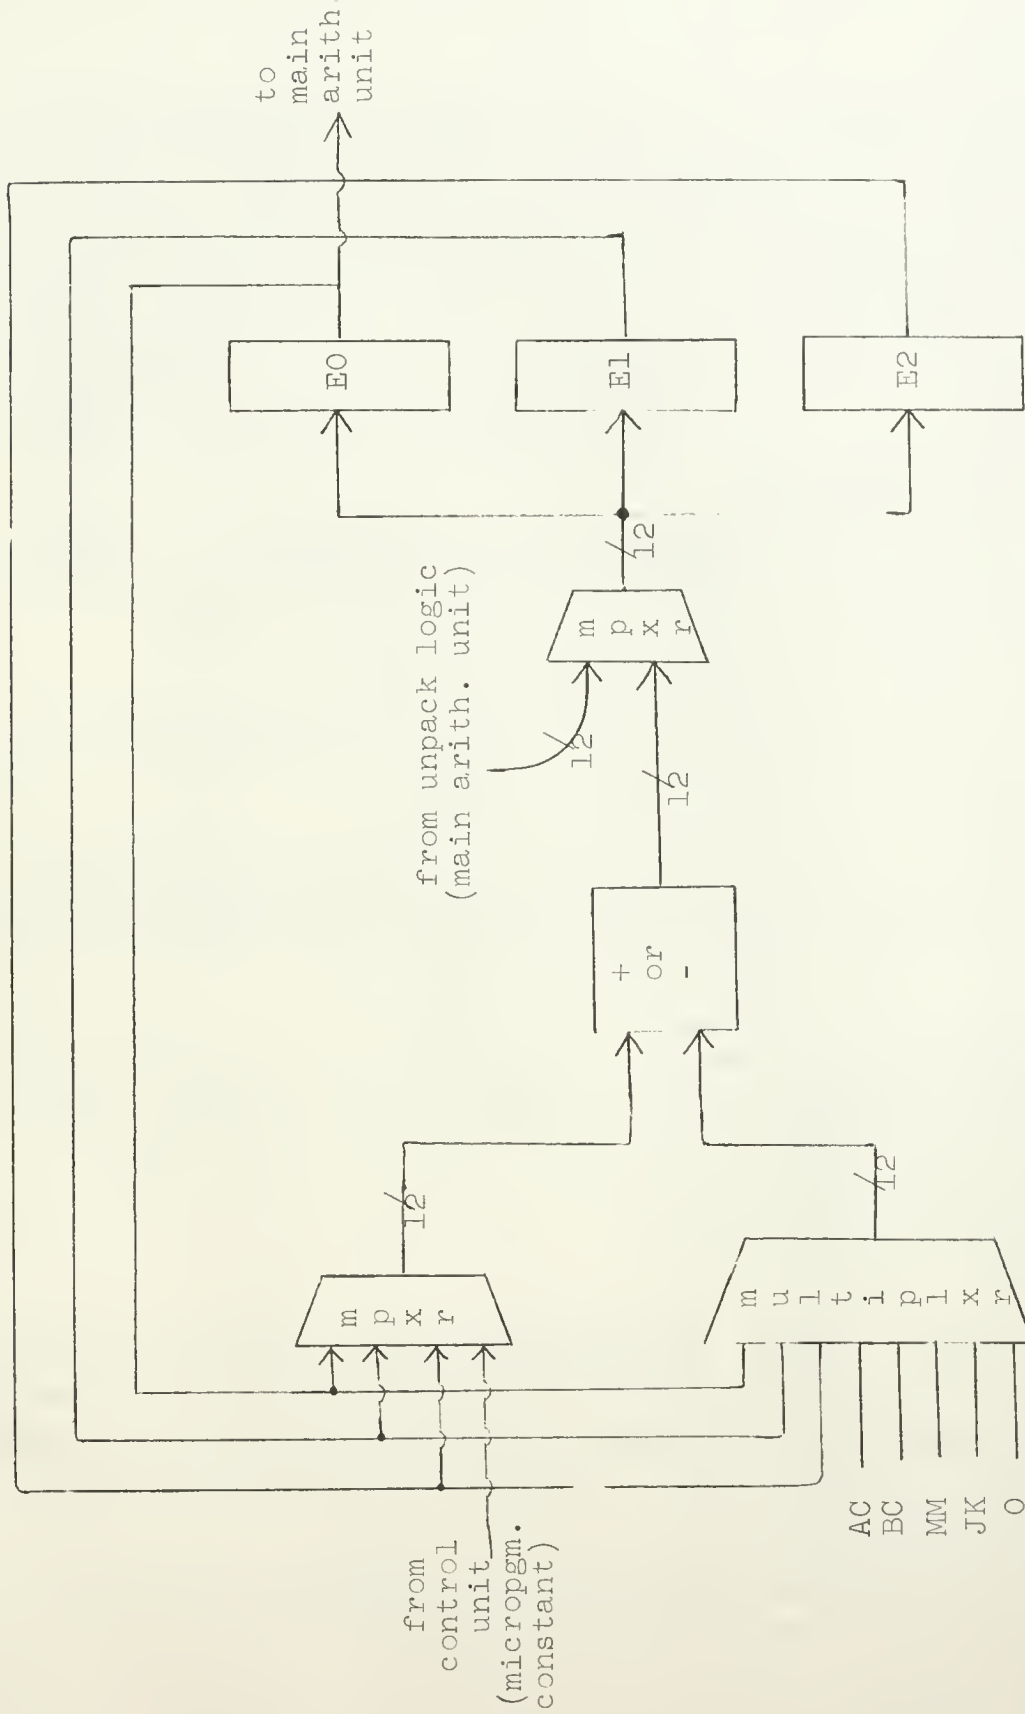 to
main
arith.
unit
E0
E1
E2
12
from unpack logic
(main arith. unit)
m
p
x
r
12
12
+
or
-
12
12
m
p
x
r
m
u
l
t
i
p
l
x
r
from
control
unit
(micropgm.
constant)
AC
BC
MM
JK
0